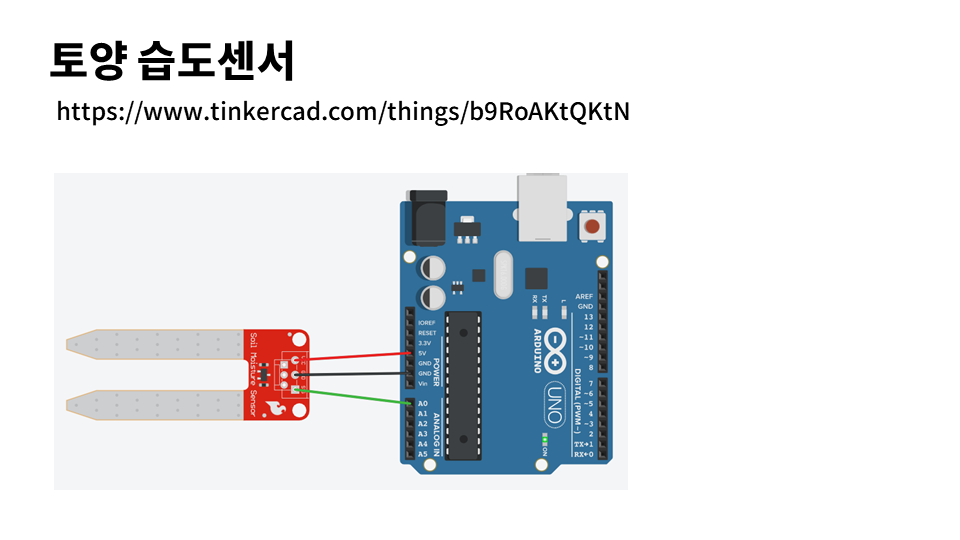 토양 습도센서
https://www.tinkercad.com/things/b9RoAKtQKtN
Soil Moisture Sensor
IOREF
RESET
3.3V
5V
GND
GND
Vin
POWER
A0
A1
A2
A3
A4
A5
ANALOG IN
RX
TX
L
ARDUINO
UNO
ON
AREF
GND
13
12
~11
~10
~9
8
7
~6
~5
4
~3
2
TX→1
RX←0
DIGITAL (PWM~)